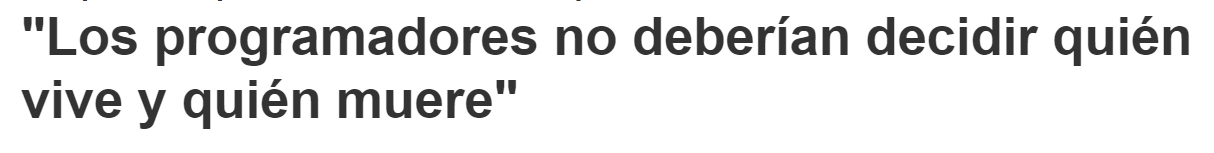 "Los programadores no deberían decidir quién
vive y quién muere"